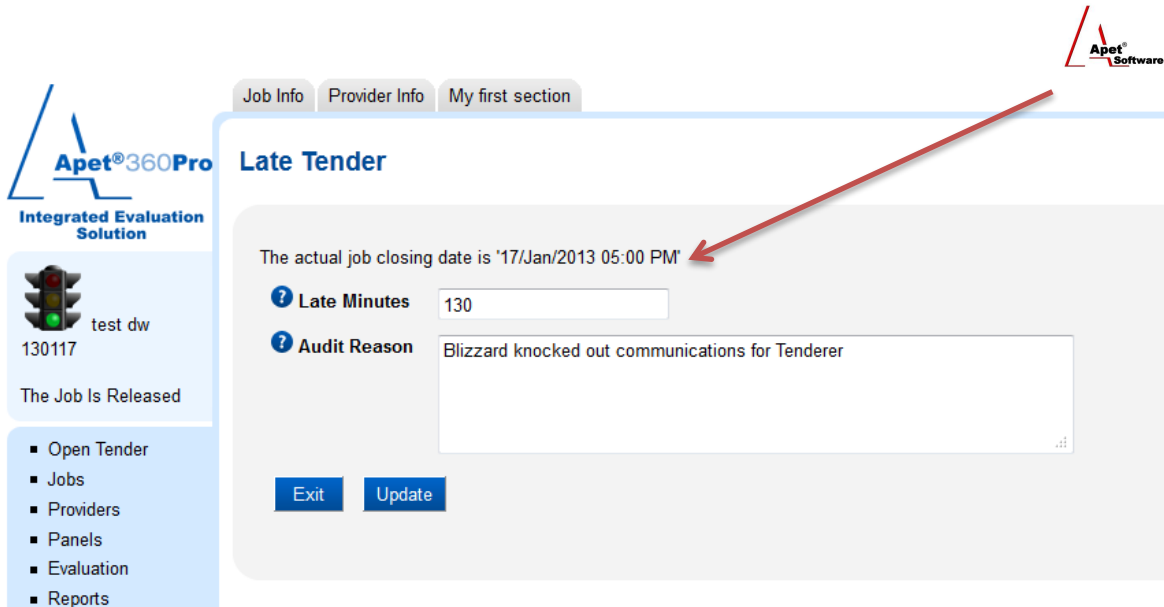 Apet®
Software
Job Info Provider Info My first section
Apet®360Pro
Integrated Evaluation
Solution
Late Tender
The actual job closing date is '17/Jan/2013 05:00 PM'
? Late Minutes 130
? Audit Reason Blizzard knocked out communications for Tenderer
Exit Update
test dw
130117
The Job Is Released
Open Tender
Jobs
Providers
Panels
Evaluation
Reports